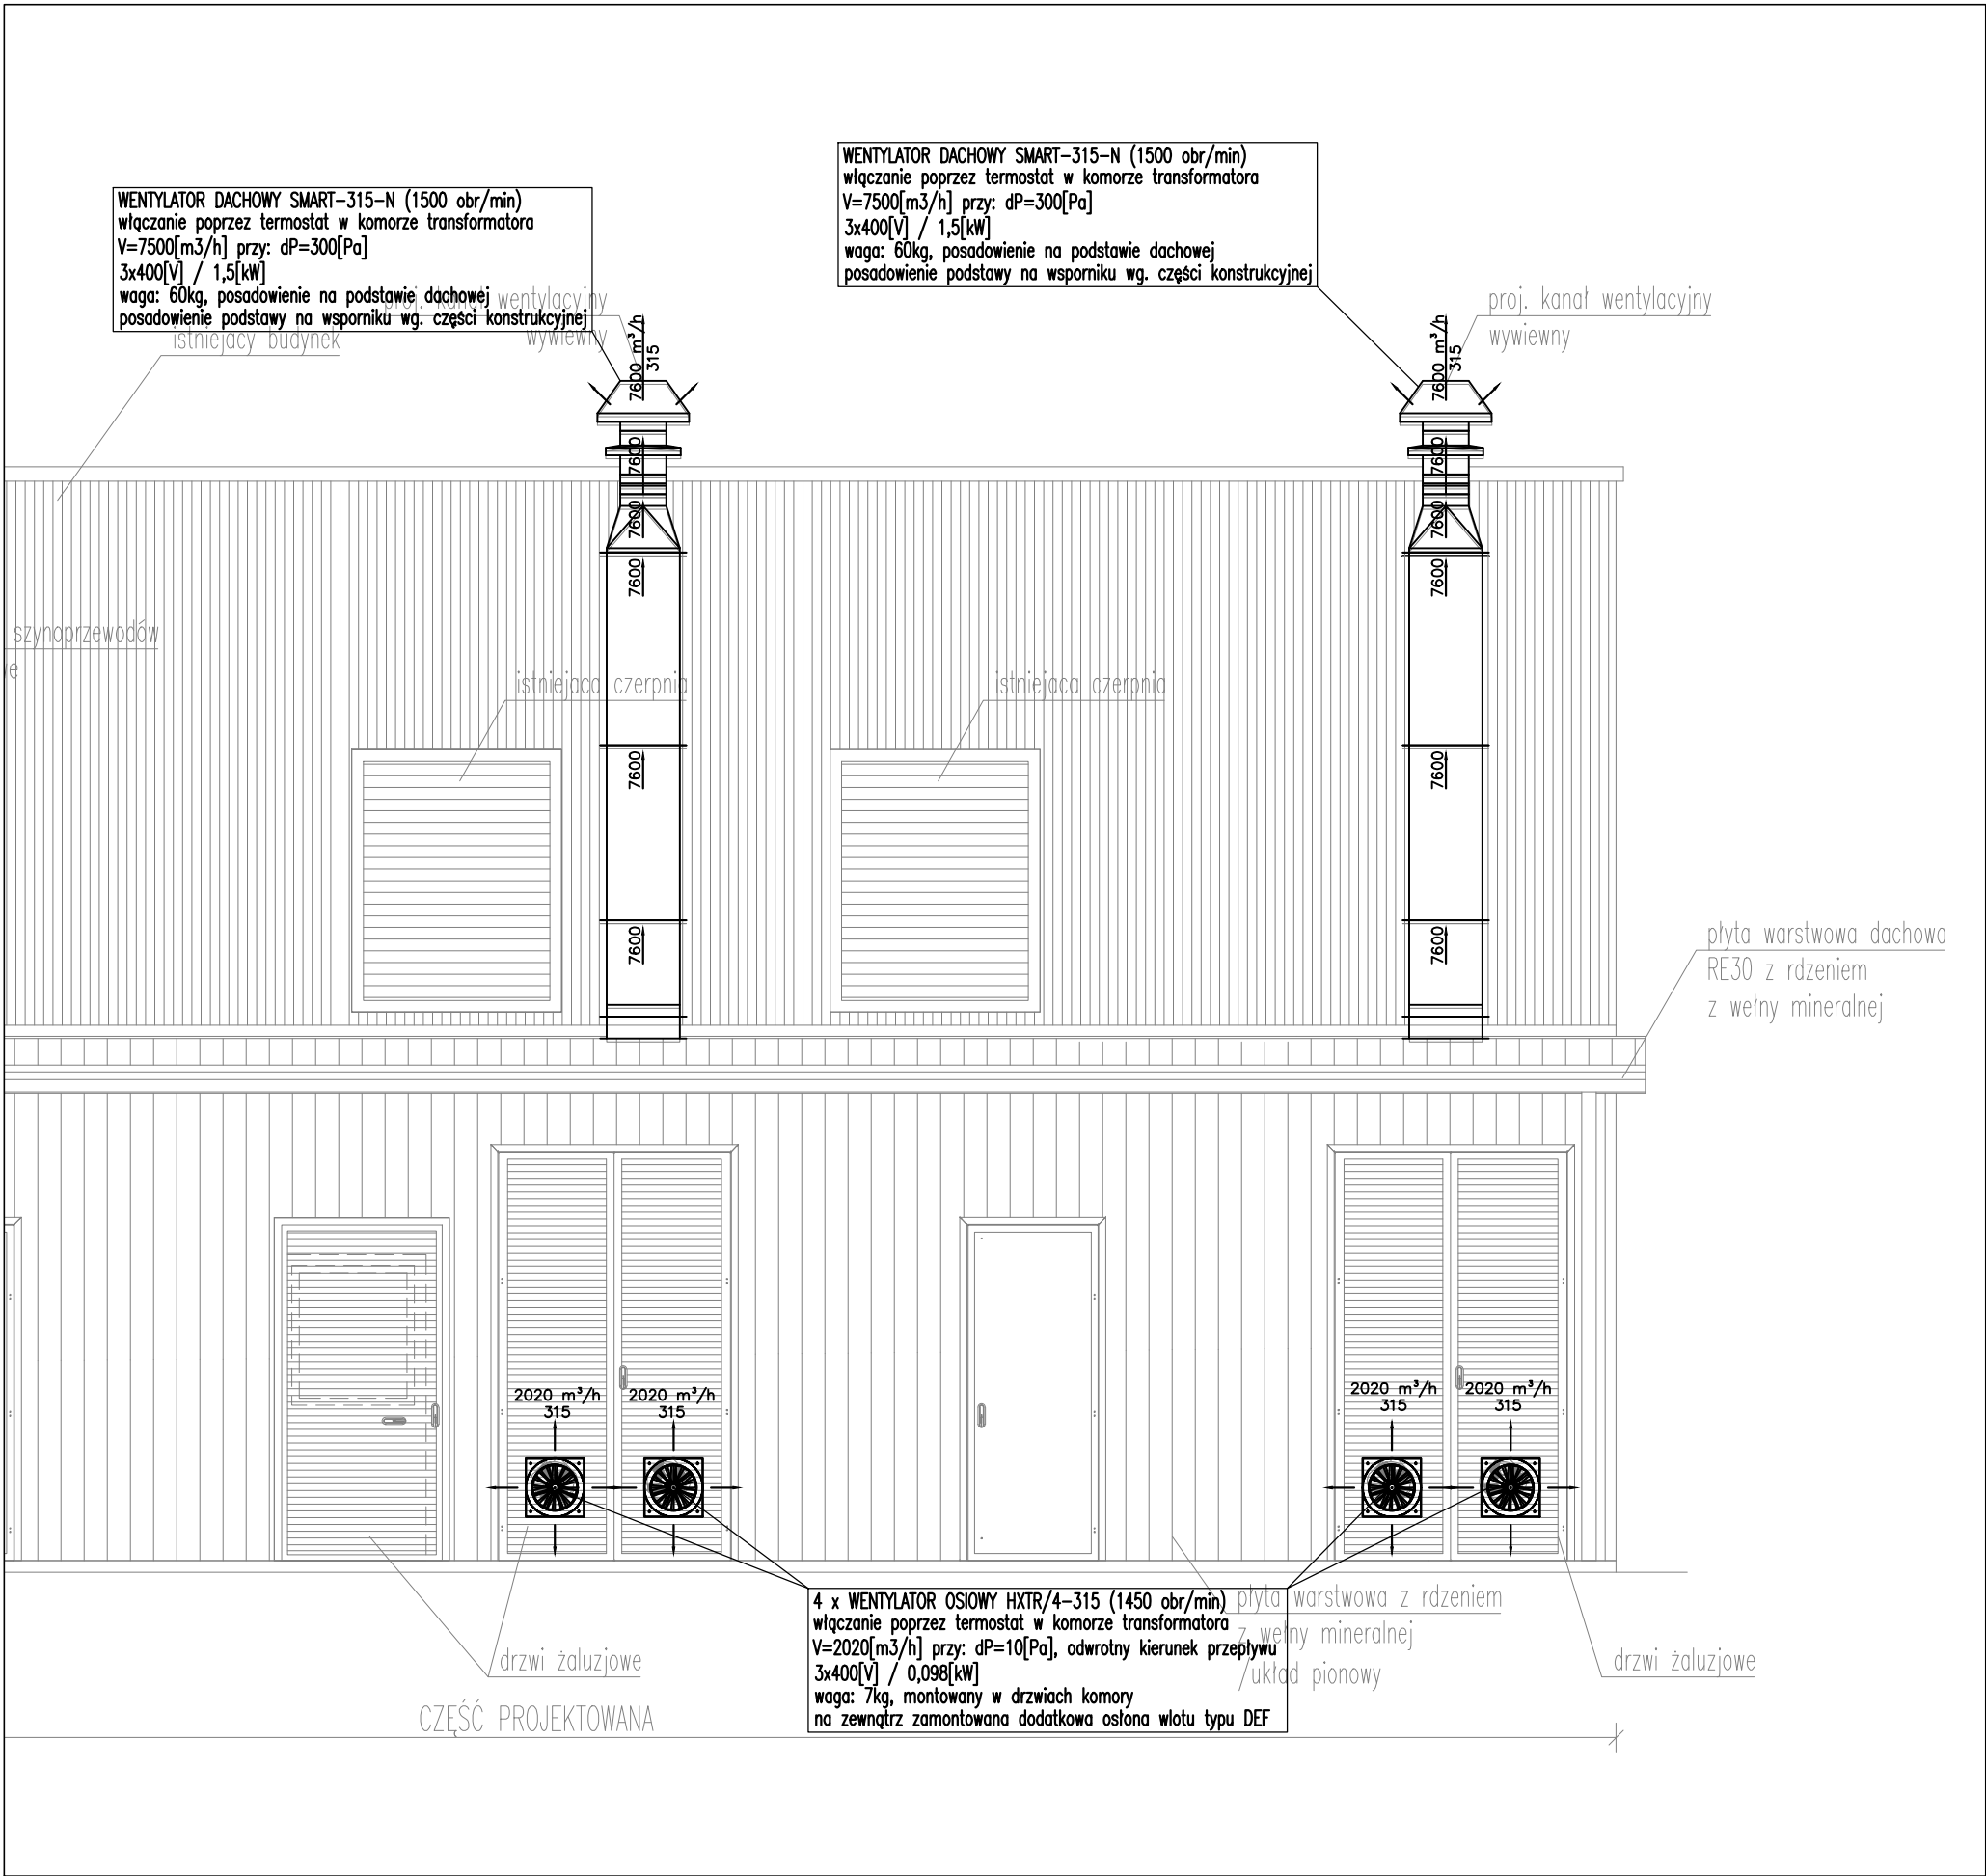 WENTYLATOR DACHOWY SMART-315-N (1500 obr/min)
włączanie poprzez termostat w komorze transformatora
V=7500[m3/h] przy: dP=300[Pa]
3x400[V] / 1,5[kW]
waga: 60kg, posadowienie na podstawie dachowej
posadowienie podstawy na wsporniku wg. części konstrukcyjnej
WENTYLATOR DACHOWY SMART-315-N (1500 obr/min)
włączanie poprzez termostat w komorze transformatora
V=7500[m3/h] przy: dP=300[Pa]
3x400[V] / 1,5[kW]
waga: 60kg, posadowienie na podstawie dachowej
posadowienie podstawy na wsporniku wg. części konstrukcyjnej
proj. kanał wentylacyjny
wywiewny
istniejacy budynek
proj. kanał wentylacyjny
wywiewny
7600 m³/h
315
7600
7600
7600
7600
7600
7600 m³/h
315
7600
7600
7600
7600
7600
szynoprzewodów
istniejaca czerpnia
istniejaca czerpnia
płyta warstwowa dachowa
RE30 z rdzeniem
z wełny mineralnej
2020 m³/h
315
2020 m³/h
315
2020 m³/h
315
2020 m³/h
315
4 x WENTYLATOR OSIOWY HXTR/4-315 (1450 obr/min)
włączanie poprzez termostat w komorze transformatora
V=2020[m3/h] przy: dP=10[Pa], odwrotny kierunek przepływu
3x400[V] / 0,098[kW]
waga: 7kg, montowany w drzwiach komory
na zewnątrz zamontowana dodatkowa osłona wlotu typu DEF
płyta warstwowa z rdzeniem
z wełny mineralnej
/układ pionowy
drzwi żaluzjowe
drzwi żaluzjowe
CZĘŚĆ PROJEKTOWANA